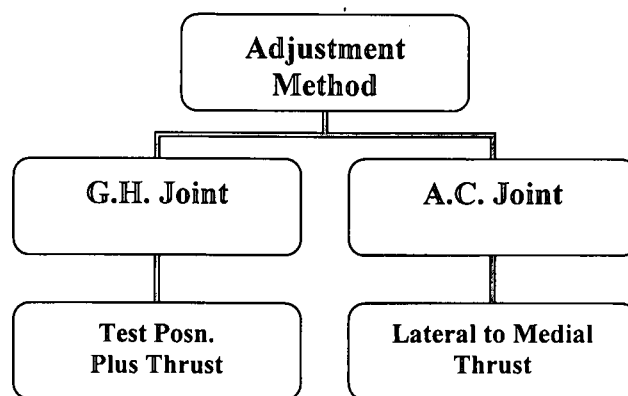 Adjustment
Method
G.H. Joint
A.C. Joint
Test Posn.
Plus Thrust
Lateral to Medial
Thrust